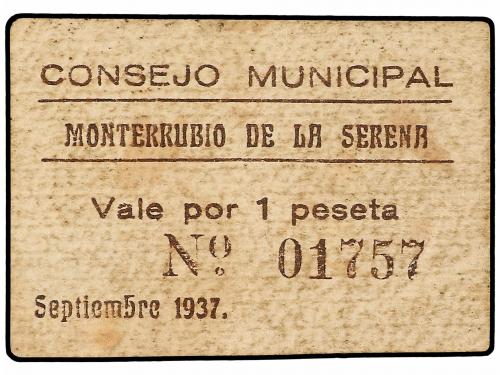 CONSEJO MUNICIPAL
MONTERRUBIO DE LA SERENA
Vale por 1 peseta
Nº. 01757
Septiembre 1937.